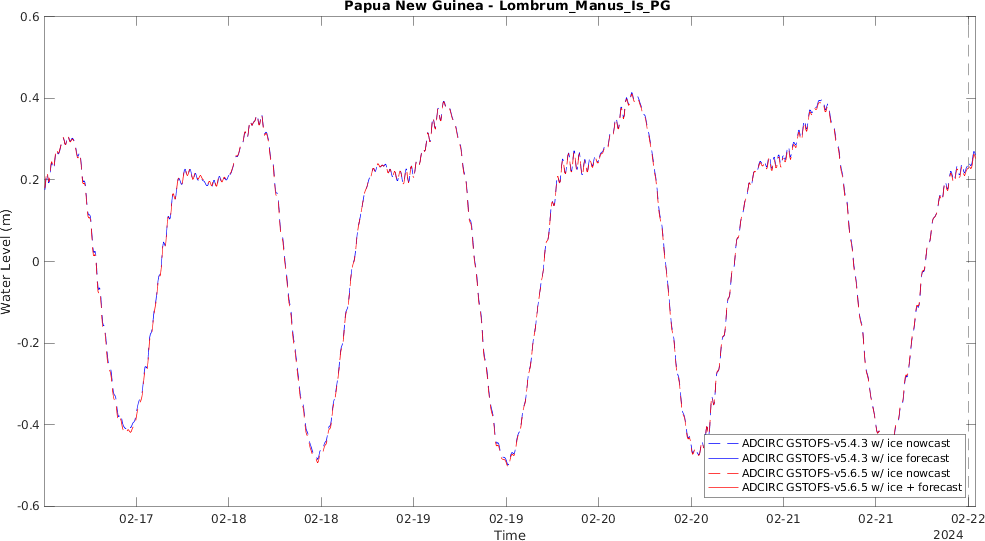 Papua New Guinea - Lombrum_Manus_Is_PG
0.6
0.4
0.2
0
-0.2
-0.4
-0.6
Water Level (m)
ADCIRC GSTOFS-v5.4.3 w/ ice nowcast
ADCIRC GSTOFS-v5.4.3 w/ ice forecast
ADCIRC GSTOFS-v5.6.5 w/ ice nowcast
ADCIRC GSTOFS-v5.6.5 w/ ice + forecast
02-17 02-18 02-18 02-19 02-19 02-20 02-20 02-21 02-21 02-22
Time
2024